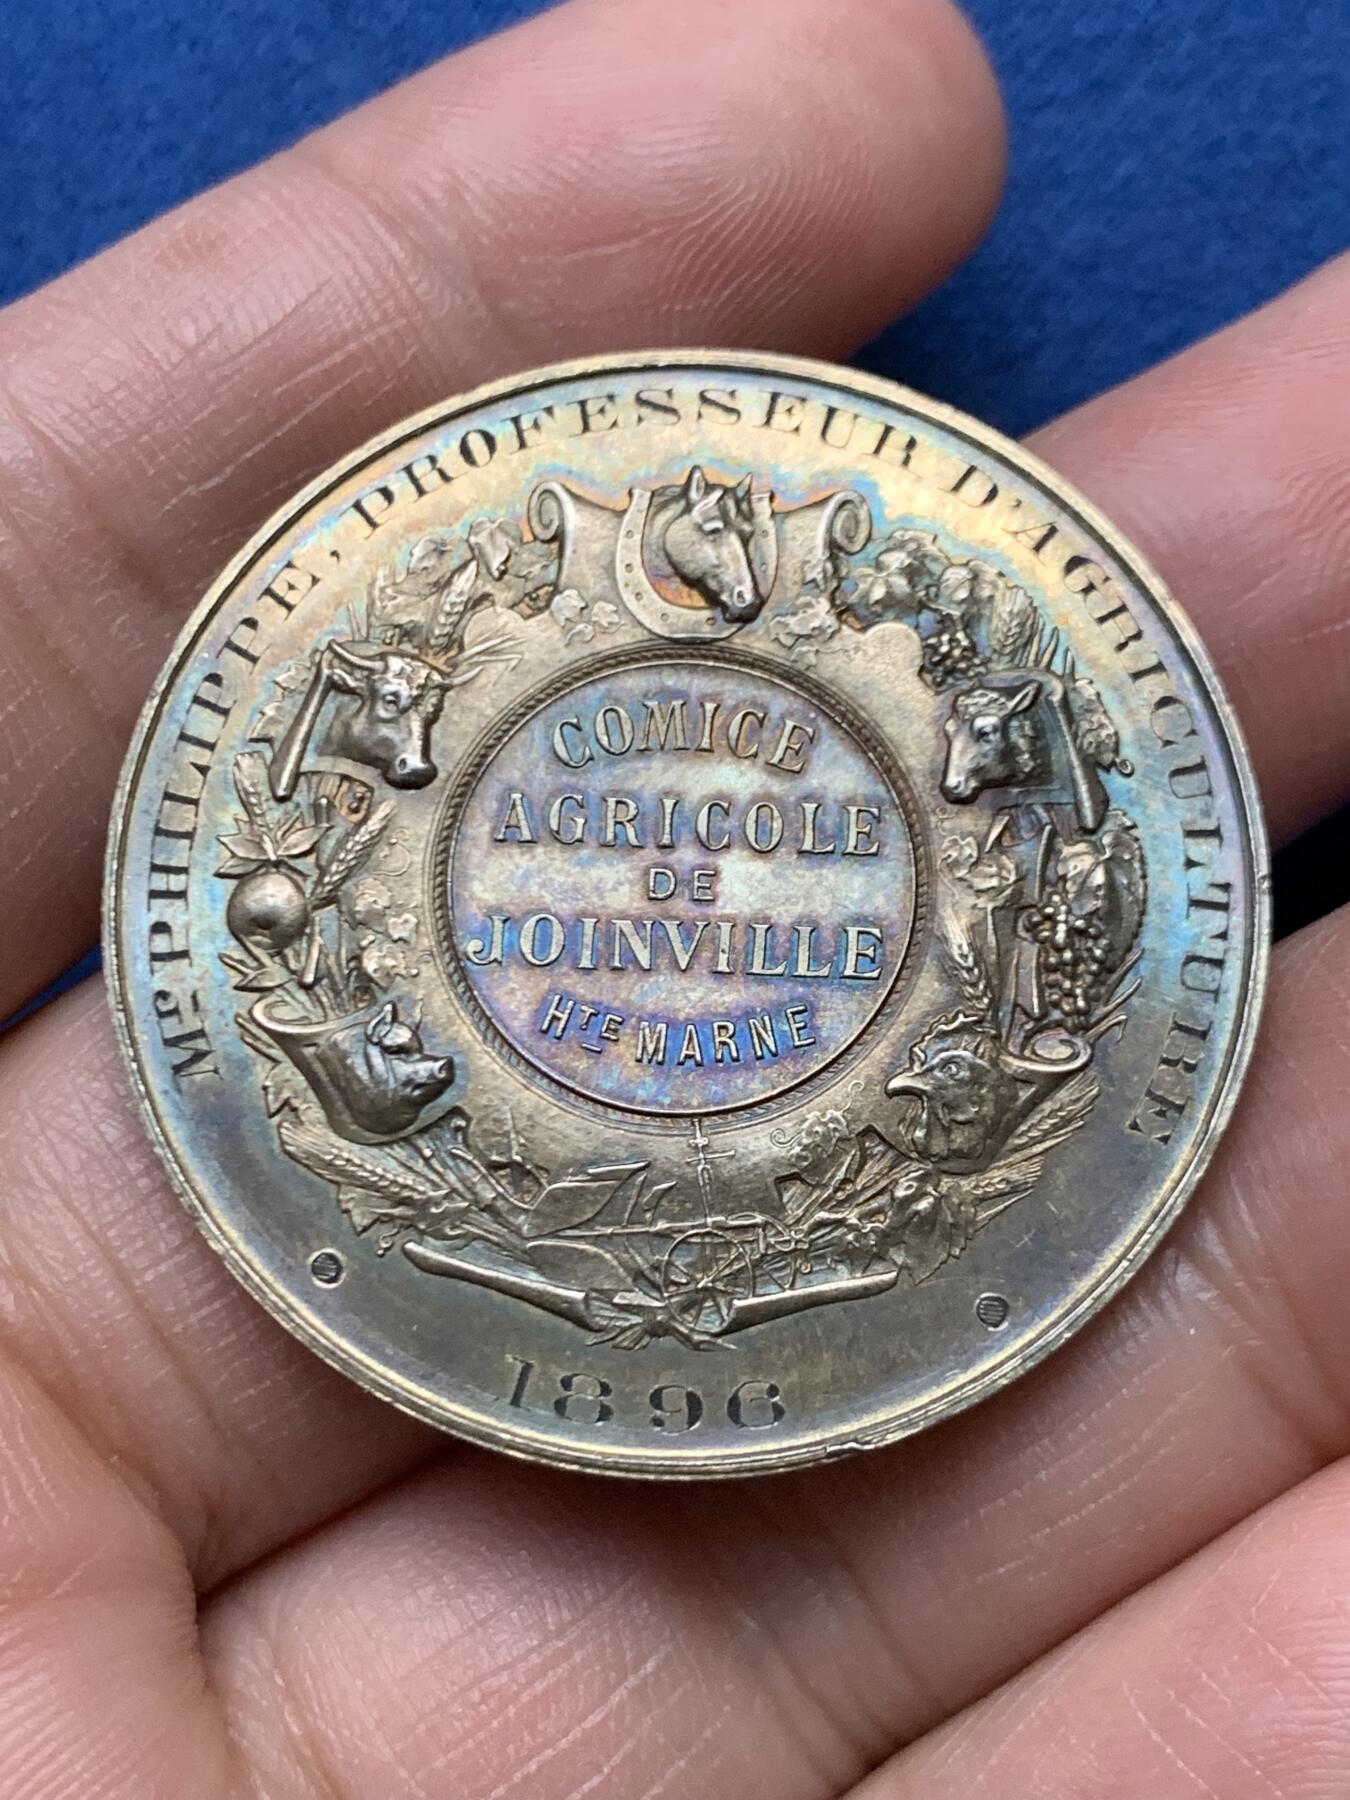 Mr PHILIPPE, PROFESSEUR D'AGRICULTURE
COMICE
AGRICOLE
DE
JOINVILLE
HTE MARNE
1896